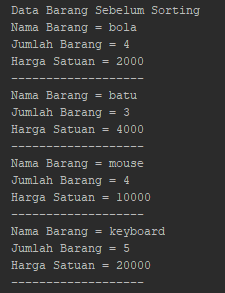 Data Barang Sebelum Sorting
Nama Barang = bola
Jumlah Barang = 4
Harga Satuan = 2000
-------------------
Nama Barang = batu
Jumlah Barang = 3
Harga Satuan = 4000
-------------------
Nama Barang = mouse
Jumlah Barang = 4
Harga Satuan = 10000
-------------------
Nama Barang = keyboard
Jumlah Barang = 5
Harga Satuan = 20000
-------------------